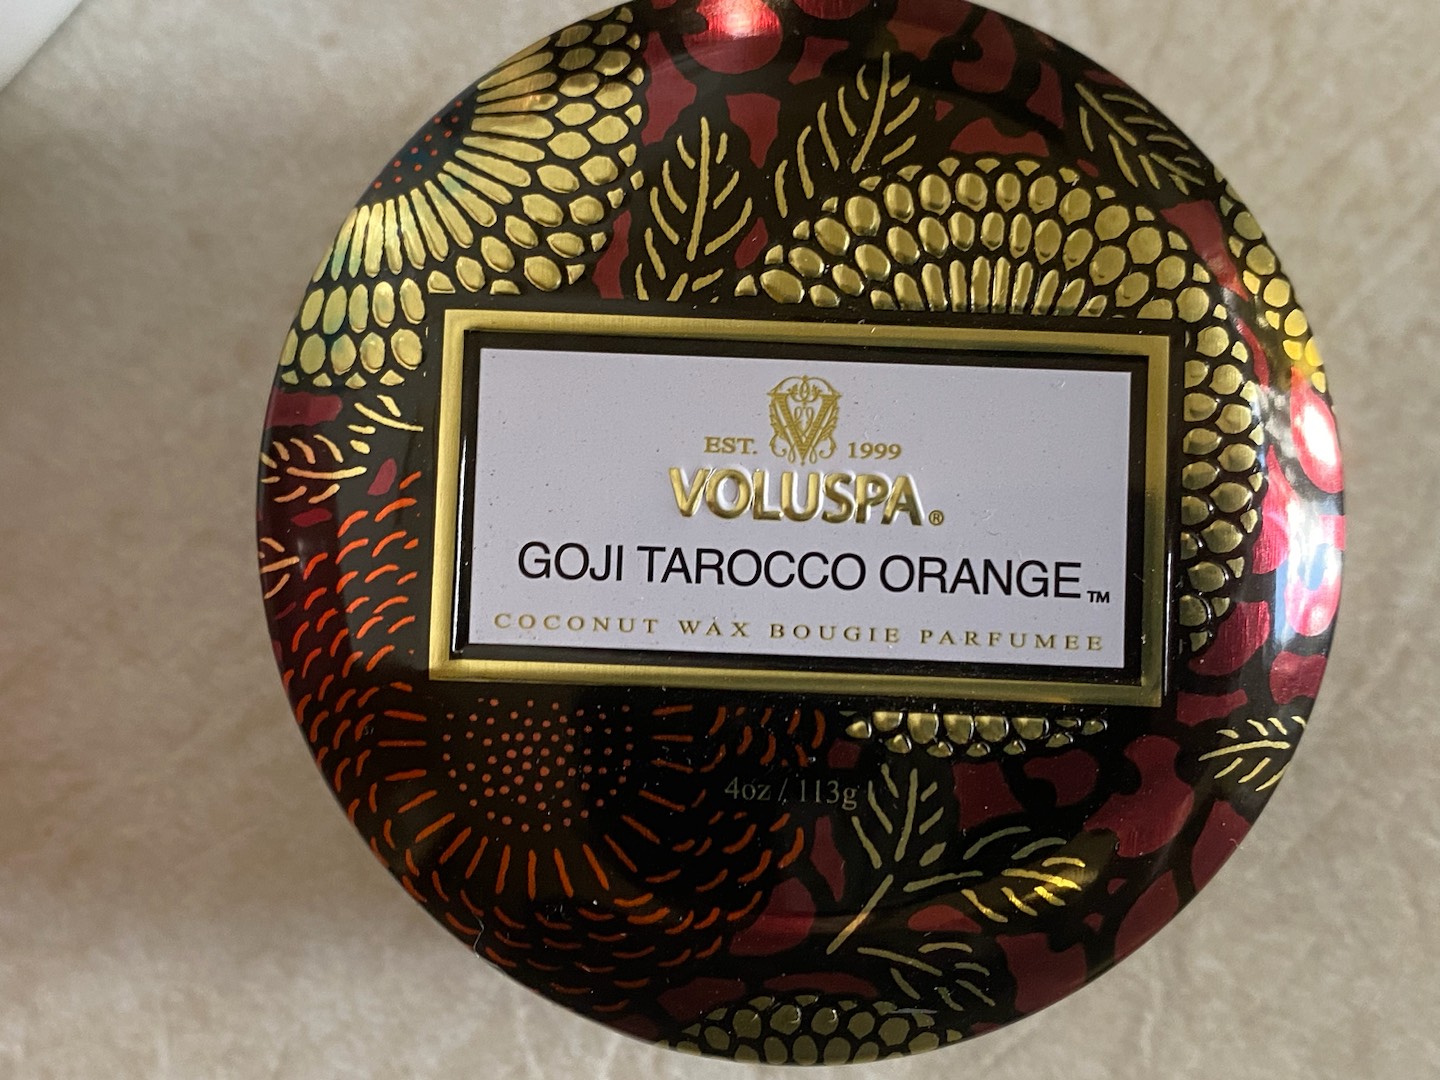 EST. 1999
VOLUSPA®
GOJI TAROCCO ORANGE™
COCONUT WAX BOUGIE PARFUMEE
4oz / 113g